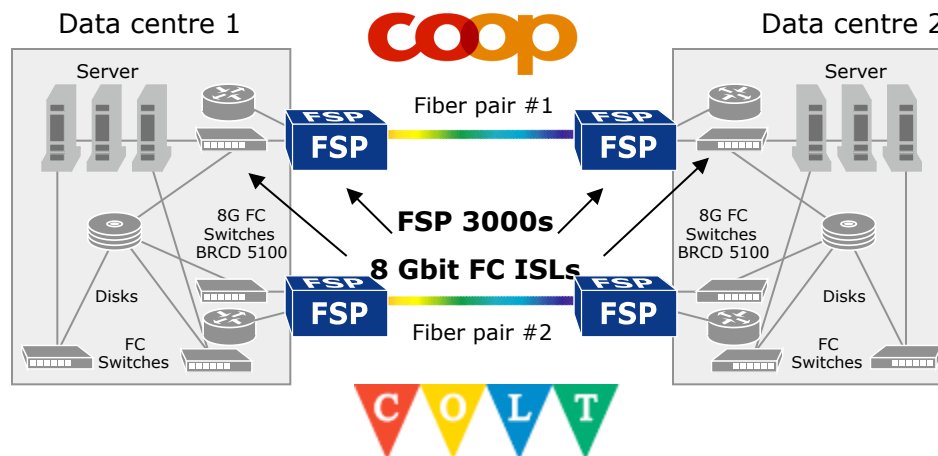 Data centre 1
coop
Data centre 2
Server
Server
Fiber pair #1
FSP
FSP
FSP
FSP
FSP 3000s
8G FC
Switches
BRCD 5100
8G FC
Switches
BRCD 5100
8 Gbit FC ISLs
FSP
FSP
FSP
FSP
Disks
Disks
Fiber pair #2
FC
Switches
FC
Switches
COLT